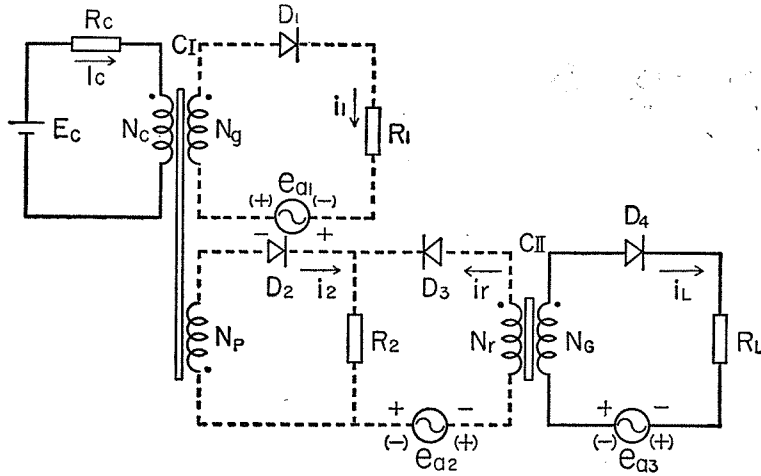 Rc
Ic
Ec
Nc
CI
Ng
D1
i1
R1
(+) ea1 (-)
- +
D2
i2
D3
ir
CII
D4
iL
NP
R2
Nr
NG
RL
+ -
(-) (+)
ea2
+ -
(-) (+)
ea3